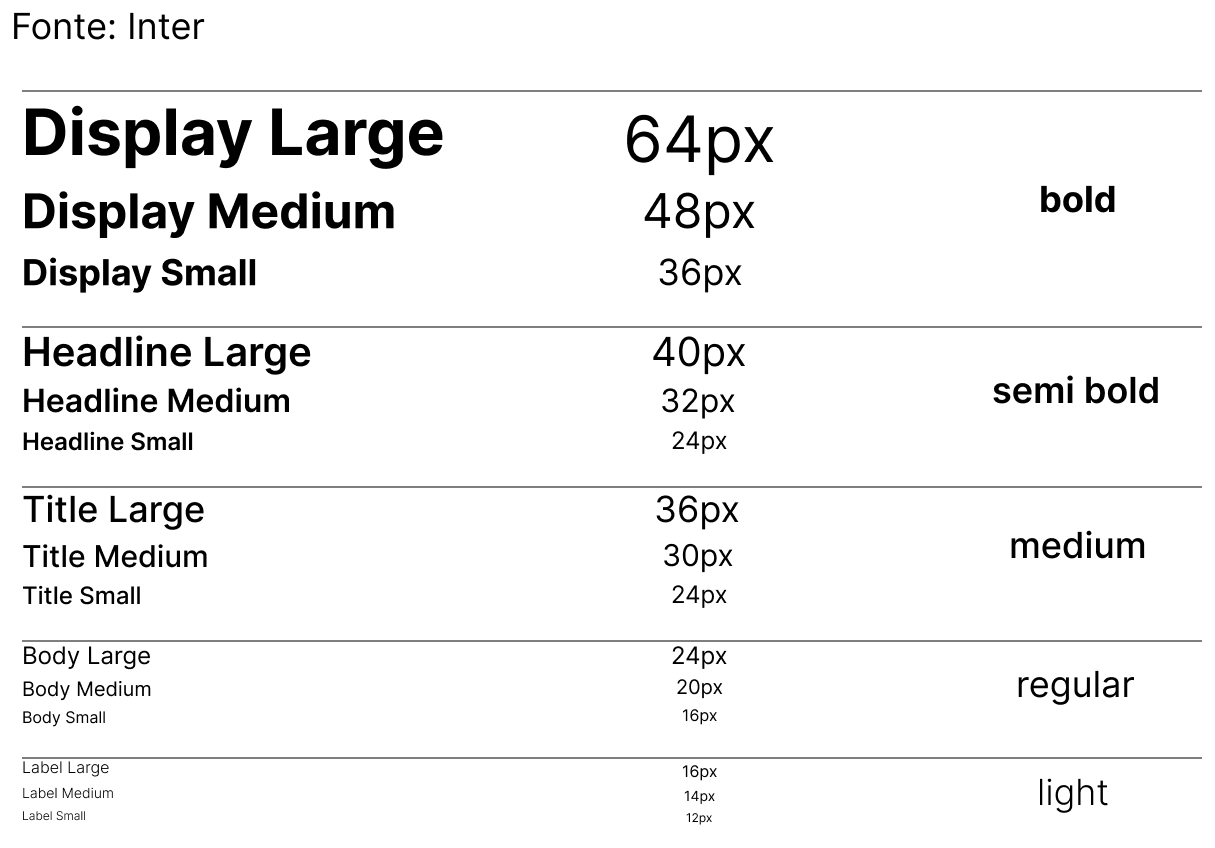 Fonte: Inter
Display Large 64px
Display Medium 48px bold
Display Small 36px
Headline Large 40px
Headline Medium 32px semi bold
Headline Small 24px
Title Large 36px
Title Medium 30px medium
Title Small 24px
Body Large 24px
Body Medium 20px regular
Body Small 16px
Label Large 16px
Label Medium 14px light
Label Small 12px